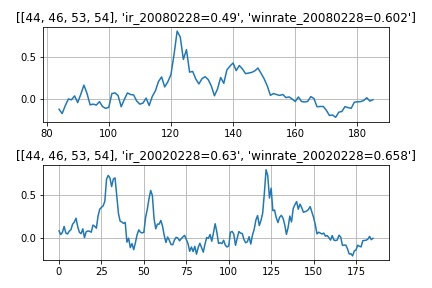 [[44, 46, 53, 54], 'ir_20080228=0.49', 'winrate_20080228=0.602']
0.5
0.0
80 100 120 140 160 180
[[44, 46, 53, 54], 'ir_20020228=0.63', 'winrate_20020228=0.658']
0.5
0.0
0 25 50 75 100 125 150 175